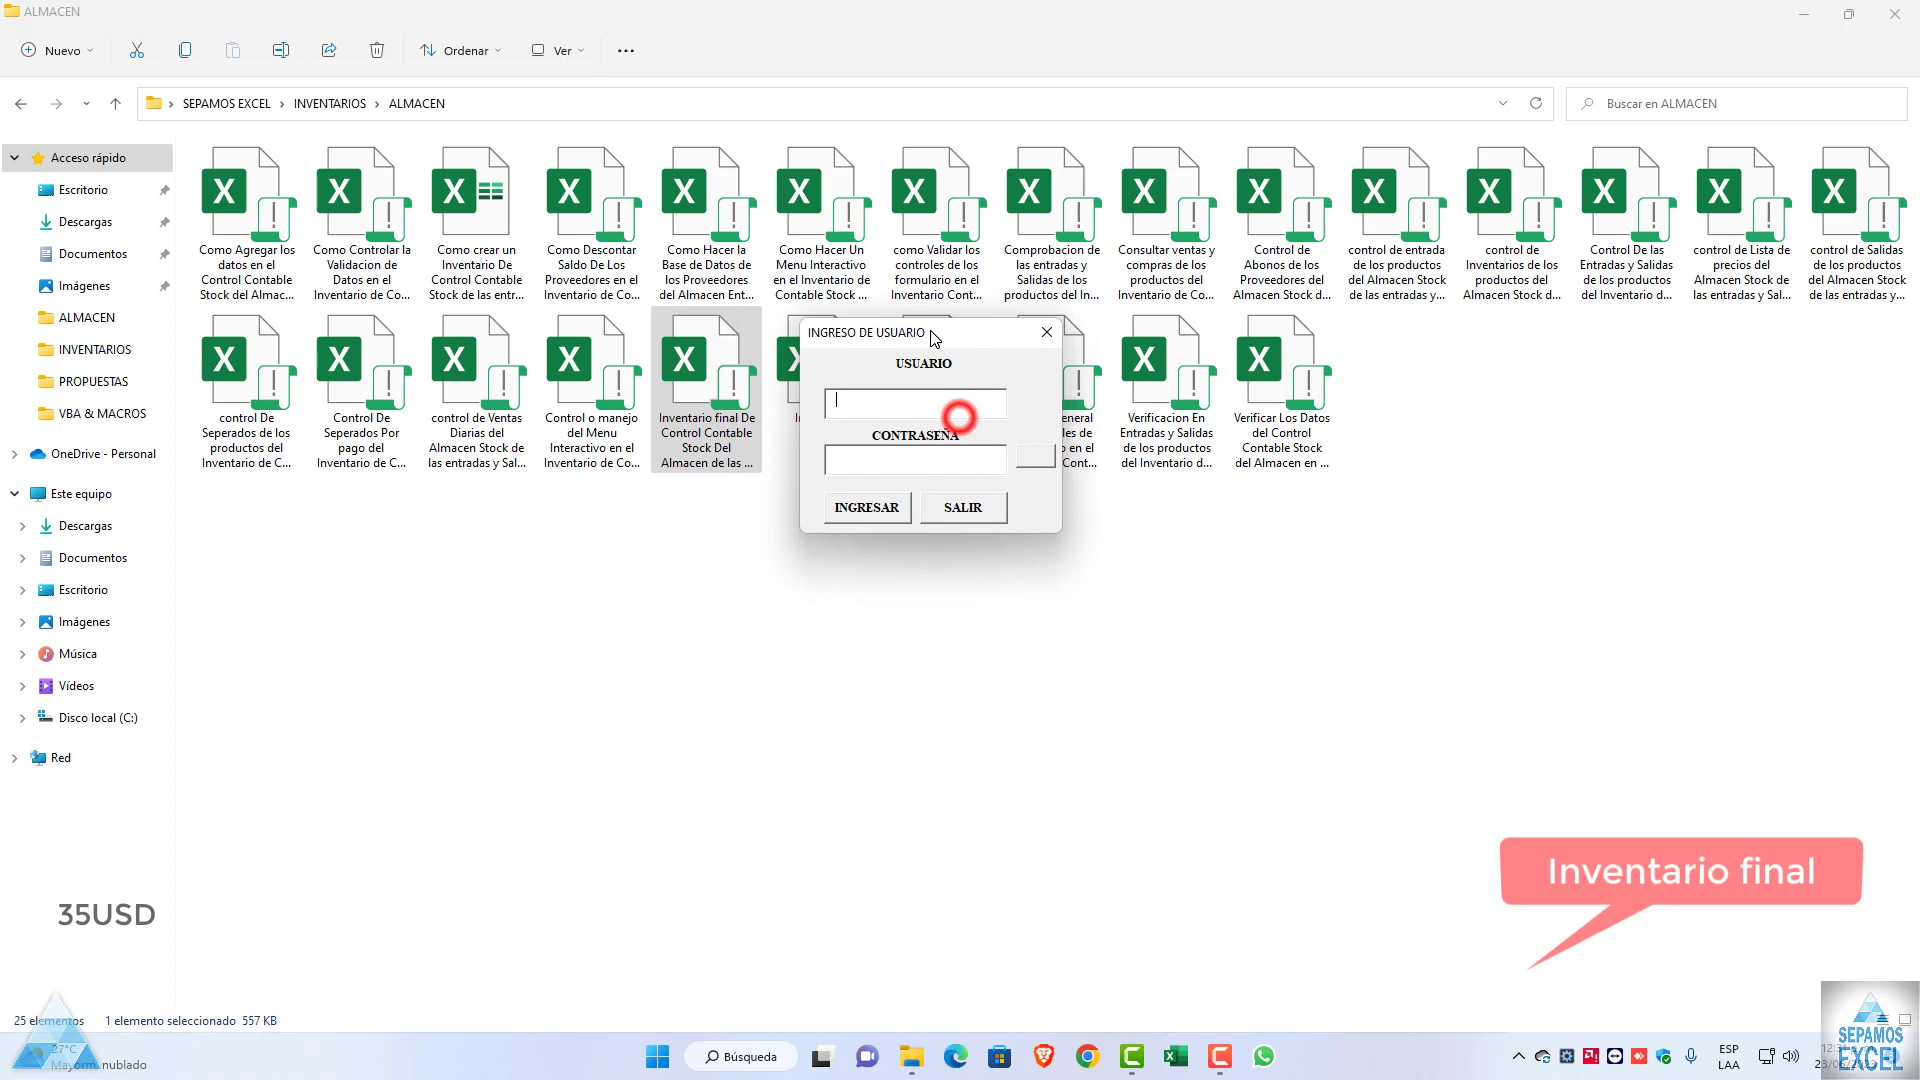 ALMACEN
Nuevo
Ordenar
Ver
SEPAMOS EXCEL > INVENTARIOS > ALMACEN
Buscar en ALMACEN
Acceso rápido
Escritorio
Descargas
Documentos
Imágenes
ALMACEN
INVENTARIOS
PROPUESTAS
VBA & MACROS
OneDrive - Personal
Este equipo
Descargas
Documentos
Escritorio
Imágenes
Música
Vídeos
Disco local (C:)
Red
Como Agregar los
datos en el
Control Contable
Stock del Almac...
Como Controlar la
Validacion de
Datos en el
Inventario de Co...
Como crear un
Inventario De
Control Contable
Stock de las entr...
Como Descontar
Saldo De Los
Proveedores en el
Inventario de Co...
Como Hacer la
Base de Datos de
los Proveedores
del Almacen Ent...
Como Hacer Un
Menu Interactivo
en el Inventario de
Contable Stock ...
como Validar los
controles de los
formulario en el
Inventario Cont...
Comprobacion de
las entradas y
Salidas de los
productos del In...
Consultar ventas y
compras de los
productos del
Inventario de Co...
Control de
Abonos de los
Proveedores del
Almacen Stock d...
control de entrada
de los productos
del Almacen Stock
de las entradas y...
control de
Inventarios de los
productos del
Almacen Stock d...
Control De las
Entradas y Salidas
de los productos
del Inventario d...
control de Lista de
precios del
Almacen Stock de
las entradas y Sal...
control de Salidas
de los productos
del Almacen Stock
de las entradas y...
control De
Seperados de los
productos del
Inventario de C...
Control De
Seperados Por
pago del
Inventario de C...
control de Ventas
Diarias del
Almacen Stock de
las entradas y Sal...
Control o manejo
del Menu
Interactivo en el
Inventario de Co...
Inventario final De
Control Contable
Stock Del
Almacen de las ...
Verificacion En
Entradas y Salidas
de los productos
del Inventario d...
Verificar Los Datos
del Control
Contable Stock
del Almacen en ...
INGRESO DE USUARIO
USUARIO
CONTRASEÑA
INGRESAR
SALIR
Inventario final
35USD
25 elementos
1 elemento seleccionado 557 KB
27°C
Mayorm. nublado
Búsqueda
ESP
LAA
SEPAMOS
EXCEL